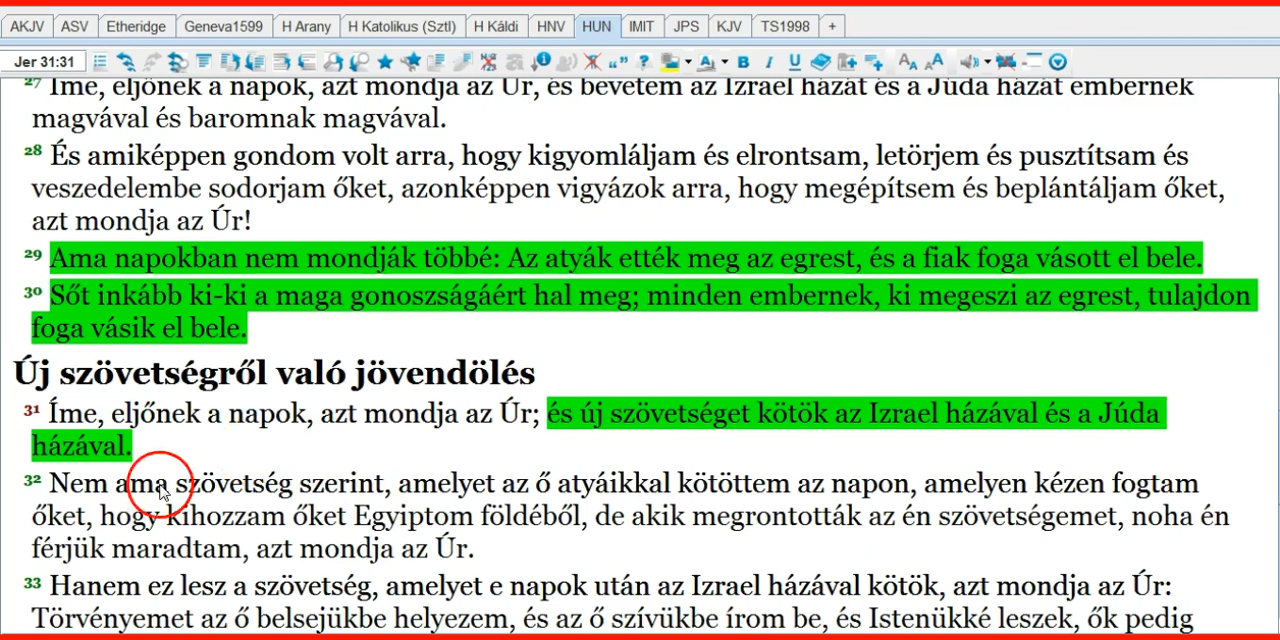 AKJV ASV Etheridge Geneva1599 H Arany H Katolikus (Sztl) H Káldi HNV HUN IMIT JPS KJV TS1998 +
Jer 31:31
27 Íme, eljőnek a napok, azt mondja az Úr, és bevetem az Izráel házát és a Júda házát embernek
magvával és baromnak magvával.
28 És amiképpen gondom volt arra, hogy kigyomláljam és elrontsam, letörjem és pusztítsam és
veszedelembe sodorjam őket, azonképpen vigyázok arra, hogy megépítsem és beplántáljam őket,
azt mondja az Úr!
29 Ama napokban nem mondják többé: Az atyák ették meg az egrest, és a fiak foga vásott el bele.
30 Sőt inkább ki-ki a maga gonoszságáért hal meg; minden embernek, ki megeszi az egrest, tulajdon
foga vásik el bele.
Új szövetségről való jövendölés
31 Íme, eljőnek a napok, azt mondja az Úr; és új szövetséget kötök az Izrael házával és a Júda
házával.
32 Nem ama szövetség szerint, amelyet az ő atyáikkal kötöttem az napon, amelyen kézen fogtam
őket, hogy kihozzam őket Egyiptom földéből, de akik megrontották az én szövetségemet, noha én
férjük maradtam, azt mondja az Úr.
33 Hanem ez lesz a szövetség, amelyet e napok után az Izrael házával kötök, azt mondja az Úr:
Törvényemet az ő belsejükbe helyezem, és az ő szívükbe írom be, és Istenükké leszek, ők pedig